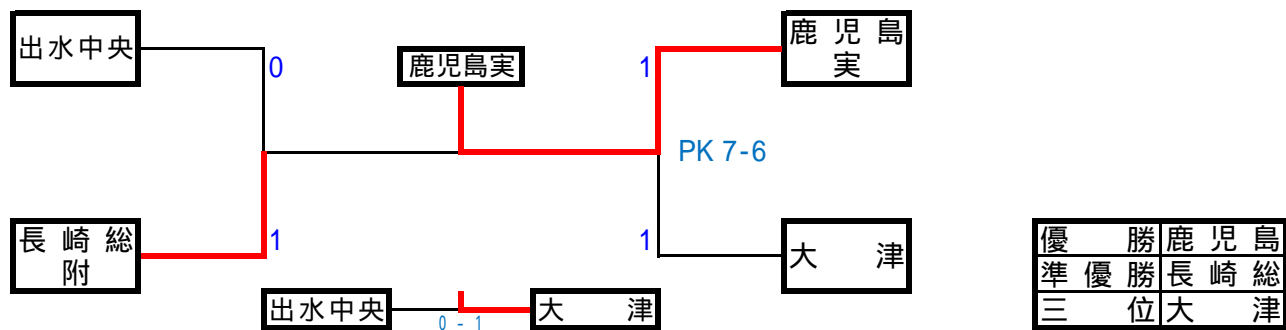 出水中央
0
鹿児島実
1
鹿 児 島
実
PK 7-6
長 崎 総
附
1
1
大 津
出水中央
0 - 1
大 津
優 勝 鹿 児 島
準 優 勝 長 崎 総
三 位 大 津